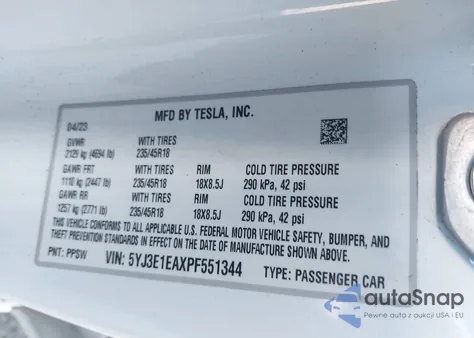 MFD BY TESLA, INC.
04/23
GVWR WITH TIRES
2129 kg (4694 lb) 235/45R18
GAWR FRT WITH TIRES RIM COLD TIRE PRESSURE
1110 kg (2447 lb) 235/45R18 18X8.5J 290 kPa, 42 psi
GAWR RR WITH TIRES RIM COLD TIRE PRESSURE
1257 kg (2771 lb) 235/45R18 18X8.5J 290 kPa, 42 psi
THIS VEHICLE CONFORMS TO ALL APPLICABLE U.S. FEDERAL MOTOR VEHICLE SAFETY, BUMPER, AND
THEFT PREVENTION STANDARDS IN EFFECT ON THE DATE OF MANUFACTURE SHOWN ABOVE.
PNT: PPSW VIN: 5YJ3E1EAXPF551344 TYPE: PASSENGER CAR
autoSnap
Pewne auta z USA i EU